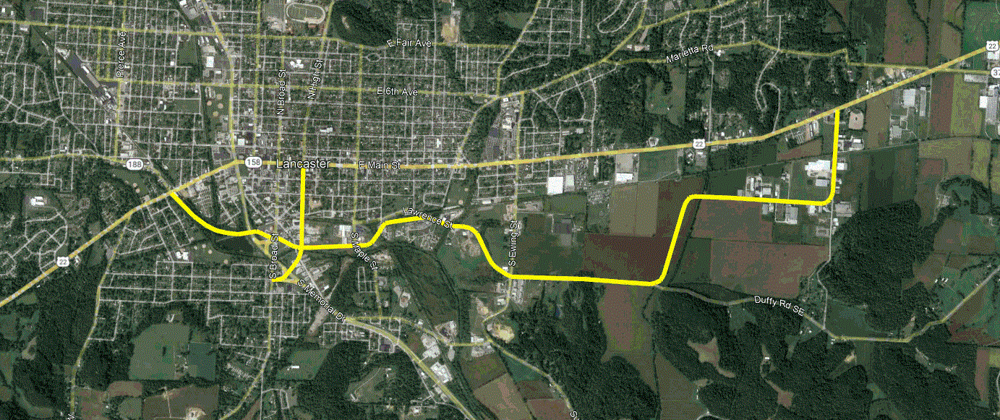 22
E Fair Ave
Marietta Rd
Pierce Ave
37
N Broad St
N High St
E 6th Ave
188
158
Lancaster
E Main St
22
Lawrence St
S Broad St
S Maple St
S Ewing St
22
S Memorial Dr
Duffy Rd SE